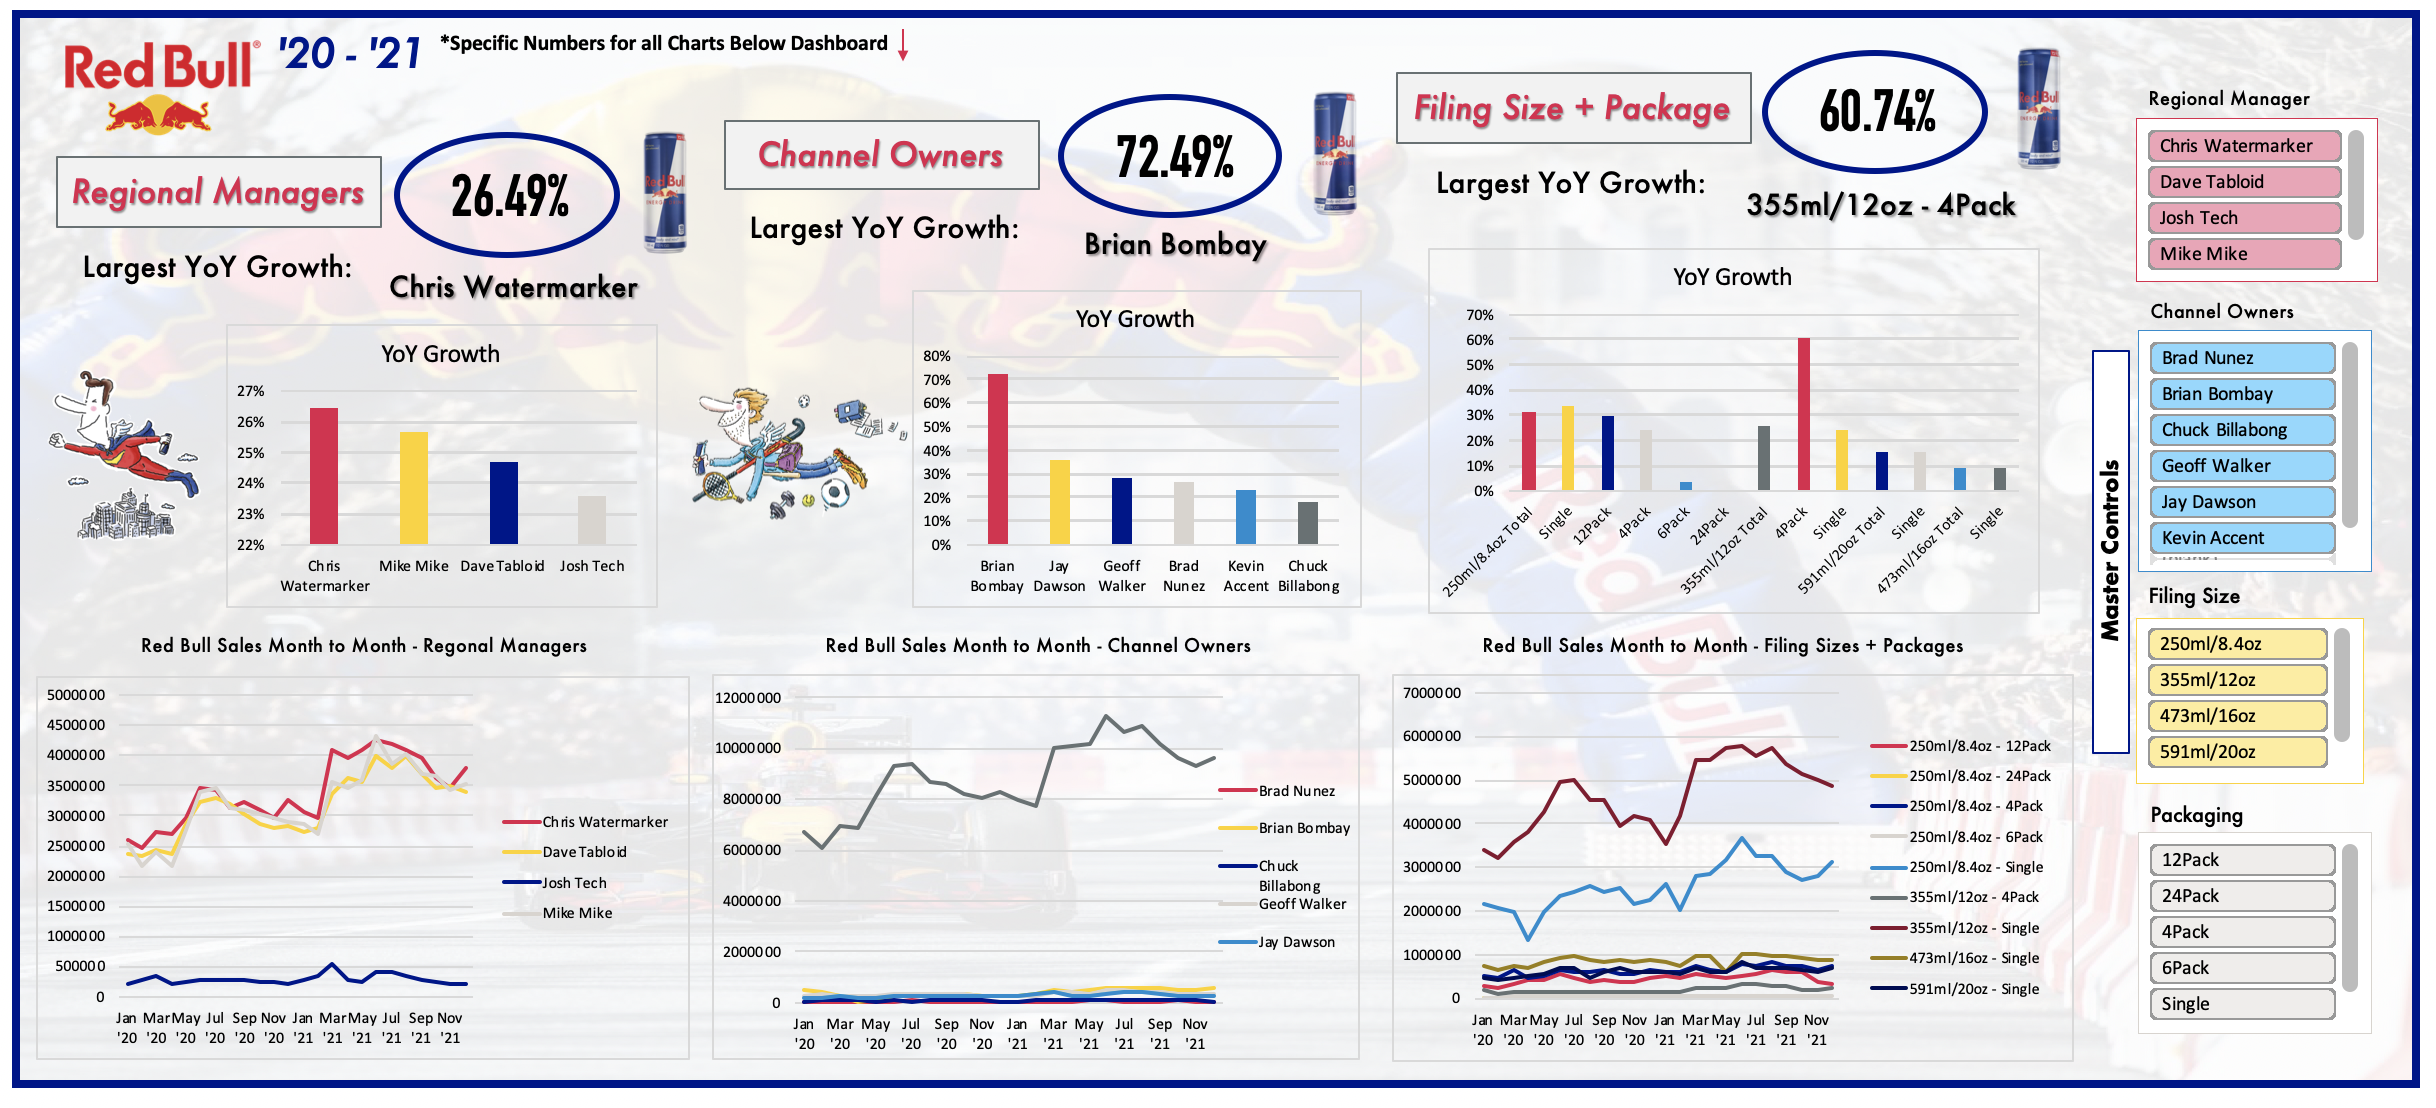 Red Bull® '20 - '21 *Specific Numbers for all Charts Below Dashboard
Regional Managers
26.49%
Largest YoY Growth:
Chris Watermarker
YoY Growth
27%
26%
25%
24%
23%
22%
Chris Watermarker
Mike Mike
Dave Tabloid
Josh Tech
Channel Owners
72.49%
Largest YoY Growth:
Brian Bombay
YoY Growth
80%
70%
60%
50%
40%
30%
20%
10%
0%
Brian Bombay
Jay Dawson
Geoff Walker
Brad Nunez
Kevin Accent
Chuck Billabong
Filing Size + Package
60.74%
Largest YoY Growth:
355ml/12oz - 4Pack
YoY Growth
70%
60%
50%
40%
30%
20%
10%
0%
250ml/8.4oz Total
Single
12Pack
4Pack
6Pack
24Pack
355ml/12oz Total
4Pack
Single
591ml/20oz Total
Single
473ml/16oz Total
Single
Red Bull Sales Month to Month - Regonal Managers
5000000
4500000
4000000
3500000
3000000
2500000
2000000
1500000
1000000
500000
0
Jan '20
Mar '20
May '20
Jul '20
Sep '20
Nov '20
Jan '21
Mar '21
May '21
Jul '21
Sep '21
Nov '21
Chris Watermarker
Dave Tabloid
Josh Tech
Mike Mike
Red Bull Sales Month to Month - Channel Owners
12000000
10000000
8000000
6000000
4000000
2000000
0
Jan '20
Mar '20
May '20
Jul '20
Sep '20
Nov '20
Jan '21
Mar '21
May '21
Jul '21
Sep '21
Nov '21
Brad Nunez
Brian Bombay
Chuck Billabong
Geoff Walker
Jay Dawson
Red Bull Sales Month to Month - Filing Sizes + Packages
7000000
6000000
5000000
4000000
3000000
2000000
1000000
0
Jan '20
Mar '20
May '20
Jul '20
Sep '20
Nov '20
Jan '21
Mar '21
May '21
Jul '21
Sep '21
Nov '21
250ml/8.4oz - 12Pack
250ml/8.4oz - 24Pack
250ml/8.4oz - 4Pack
250ml/8.4oz - 6Pack
250ml/8.4oz - Single
355ml/12oz - 4Pack
355ml/12oz - Single
473ml/16oz - Single
591ml/20oz - Single
Master Controls
Regional Manager
Chris Watermarker
Dave Tabloid
Josh Tech
Mike Mike
Channel Owners
Brad Nunez
Brian Bombay
Chuck Billabong
Geoff Walker
Jay Dawson
Kevin Accent
Filing Size
250ml/8.4oz
355ml/12oz
473ml/16oz
591ml/20oz
Packaging
12Pack
24Pack
4Pack
6Pack
Single